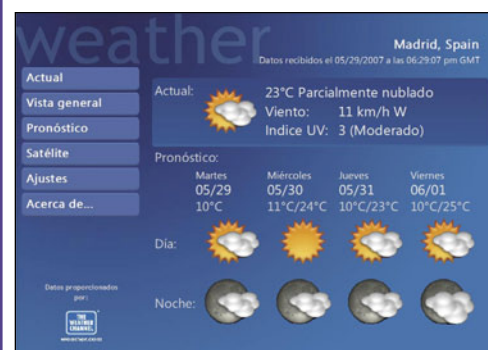 weather
Madrid, Spain
Datos recibidos el 05/29/2007 a las 06:29:07 pm GMT
Actual
Vista general
Pronóstico
Satélite
Ajustes
Acerca de...
Actual:
23°C Parcialmente nublado
Viento: 11 km/h W
Indice UV: 3 (Moderado)
Pronóstico:
Martes Miércoles Jueves Viernes
05/29 05/30 05/31 06/01
10°C 11°C/24°C 10°C/23°C 10°C/25°C
Día:
Noche:
Datos proporcionados
por:
THE
WEATHER
CHANNEL